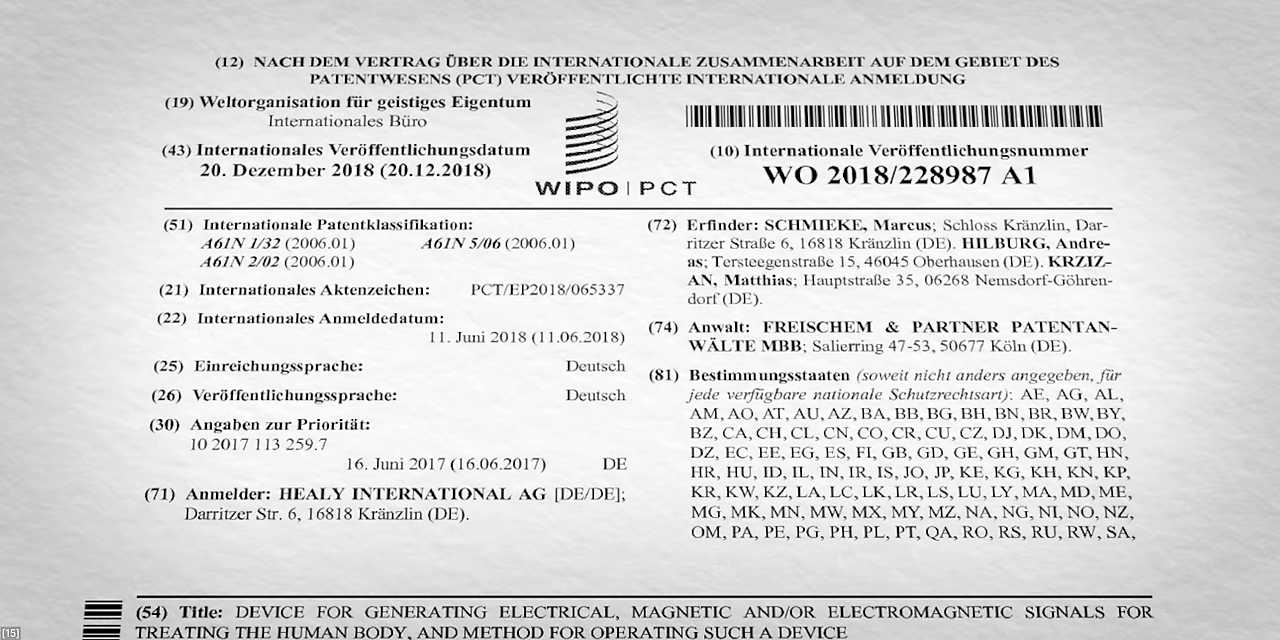 (12) NACH DEM VERTRAG ÜBER DIE INTERNATIONALE ZUSAMMENARBEIT AUF DEM GEBIET DES
PATENTWESENS (PCT) VERÖFFENTLICHTE INTERNATIONALE ANMELDUNG
(19) Weltorganisation für geistiges Eigentum
Internationales Büro
(43) Internationales Veröffentlichungsdatum
20. Dezember 2018 (20.12.2018)
WIPO | PCT
(10) Internationale Veröffentlichungsnummer
WO 2018/228987 A1
(51) Internationale Patentklassifikation:
A61N 1/32 (2006.01) A61N 5/06 (2006.01)
A61N 2/02 (2006.01)
(21) Internationales Aktenzeichen: PCT/EP2018/065337
(22) Internationales Anmeldedatum:
11. Juni 2018 (11.06.2018)
(25) Einreichungssprache: Deutsch
(26) Veröffentlichungssprache: Deutsch
(30) Angaben zur Priorität:
10 2017 113 259.7
16. Juni 2017 (16.06.2017) DE
(71) Anmelder: HEALY INTERNATIONAL AG [DE/DE];
Darritzer Str. 6, 16818 Kränzlin (DE).
(72) Erfinder: SCHMIEKE, Marcus; Schloss Kränzlin, Dar-
ritzer Straße 6, 16818 Kränzlin (DE). HILBURG, Andre-
as; Tersteegenstraße 15, 46045 Oberhausen (DE). KRZIZ-
AN, Matthias; Hauptstraße 35, 06268 Nemsdorf-Göhren-
dorf (DE).
(74) Anwalt: FREISCHEM & PARTNER PATENTAN-
WÄLTE MBB; Salierring 47-53, 50677 Köln (DE).
(81) Bestimmungsstaaten (soweit nicht anders angegeben, für
jede verfügbare nationale Schutzrechtsart): AE, AG, AL,
AM, AO, AT, AU, AZ, BA, BB, BG, BH, BN, BR, BW, BY,
BZ, CA, CH, CL, CN, CO, CR, CU, CZ, DJ, DK, DM, DO,
DZ, EC, EE, EG, ES, FI, GB, GD, GE, GH, GM, GT, HN,
HR, HU, ID, IL, IN, IR, IS, JO, JP, KE, KG, KH, KN, KP,
KR, KW, KZ, LA, LC, LK, LR, LS, LU, LY, MA, MD, ME,
MG, MK, MN, MW, MX, MY, MZ, NA, NG, NI, NO, NZ,
OM, PA, PE, PG, PH, PL, PT, QA, RO, RS, RU, RW, SA,
(54) Title: DEVICE FOR GENERATING ELECTRICAL, MAGNETIC AND/OR ELECTROMAGNETIC SIGNALS FOR
TREATING THE HUMAN BODY, AND METHOD FOR OPERATING SUCH A DEVICE
[15]